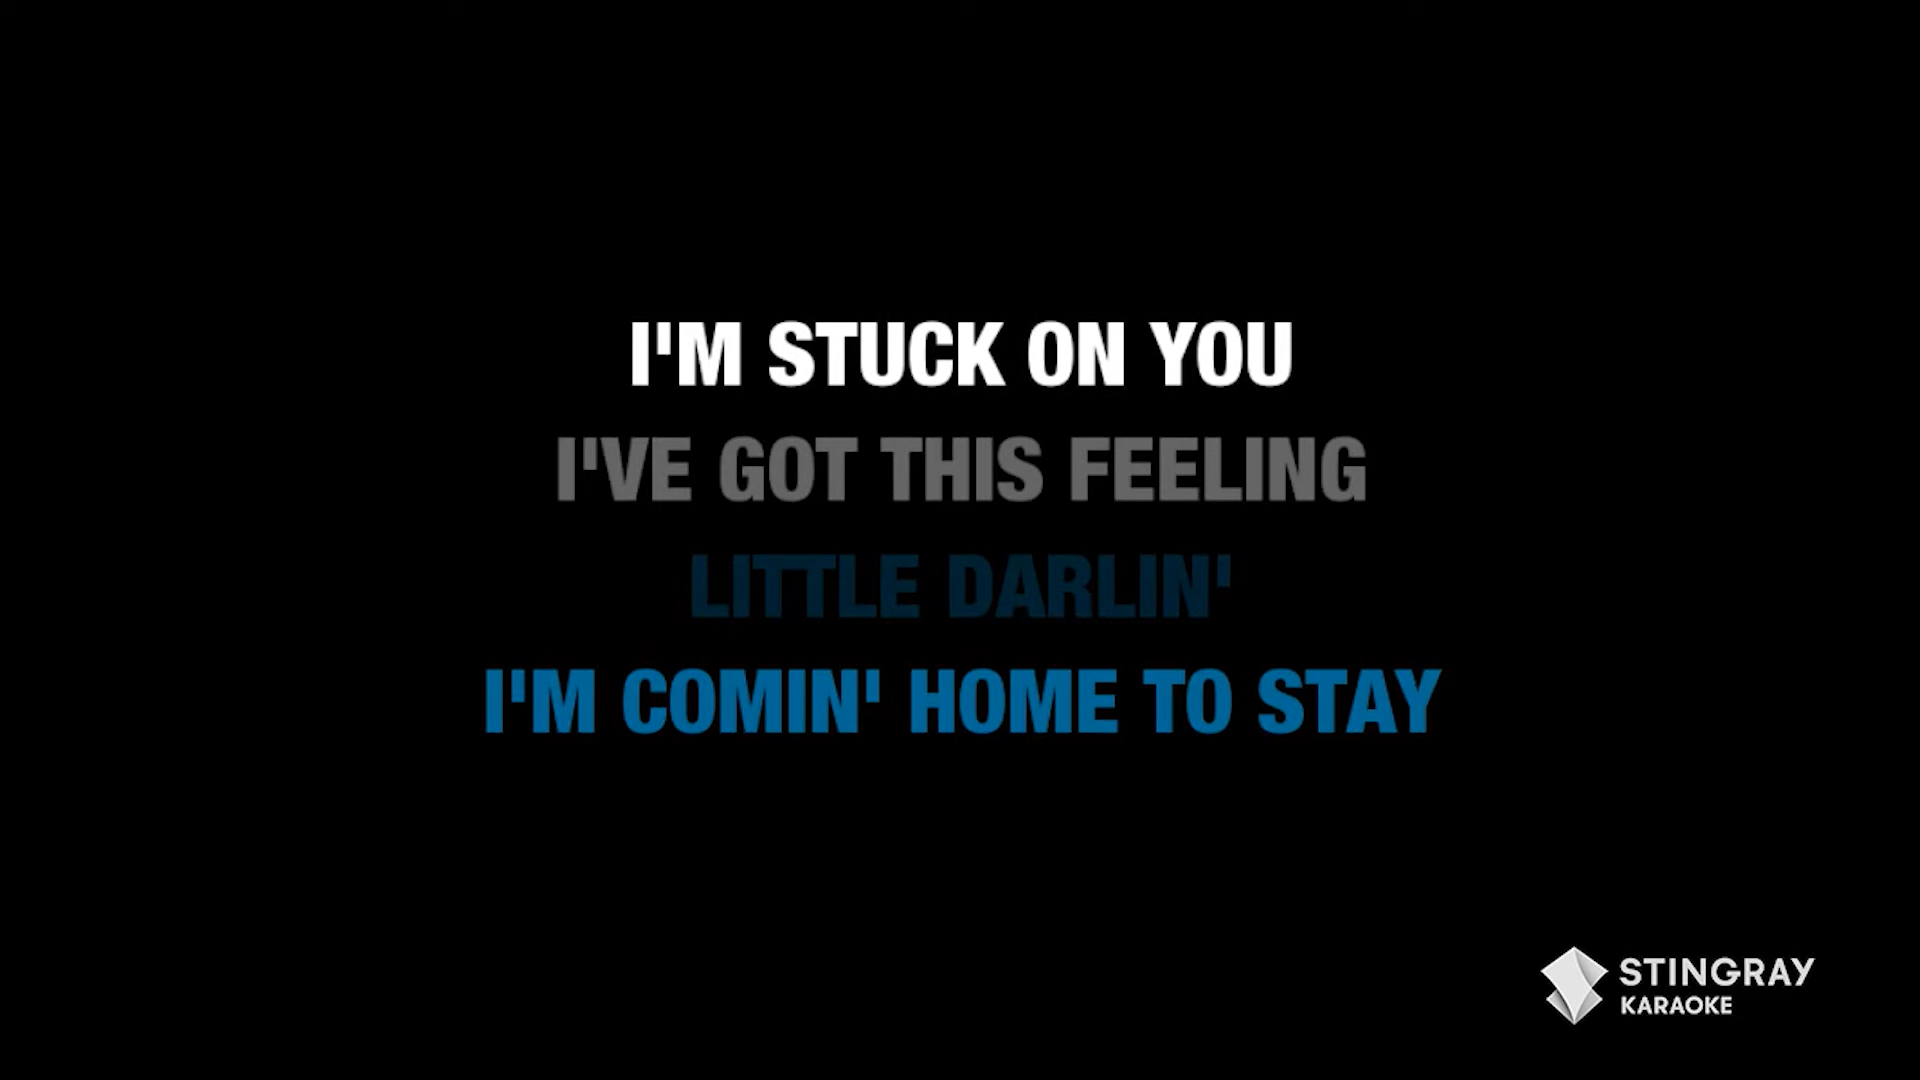 I'M STUCK ON YOU
I'VE GOT THIS FEELING
LITTLE DARLIN'
I'M COMIN' HOME TO STAY
STINGRAY
KARAOKE